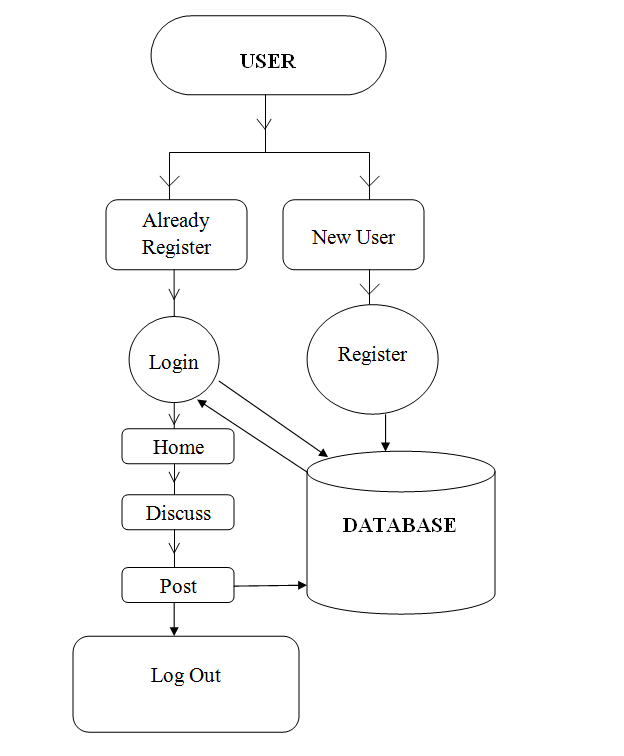 USER
Already
Register
New User
Login
Register
Home
Discuss
DATABASE
Post
Log Out